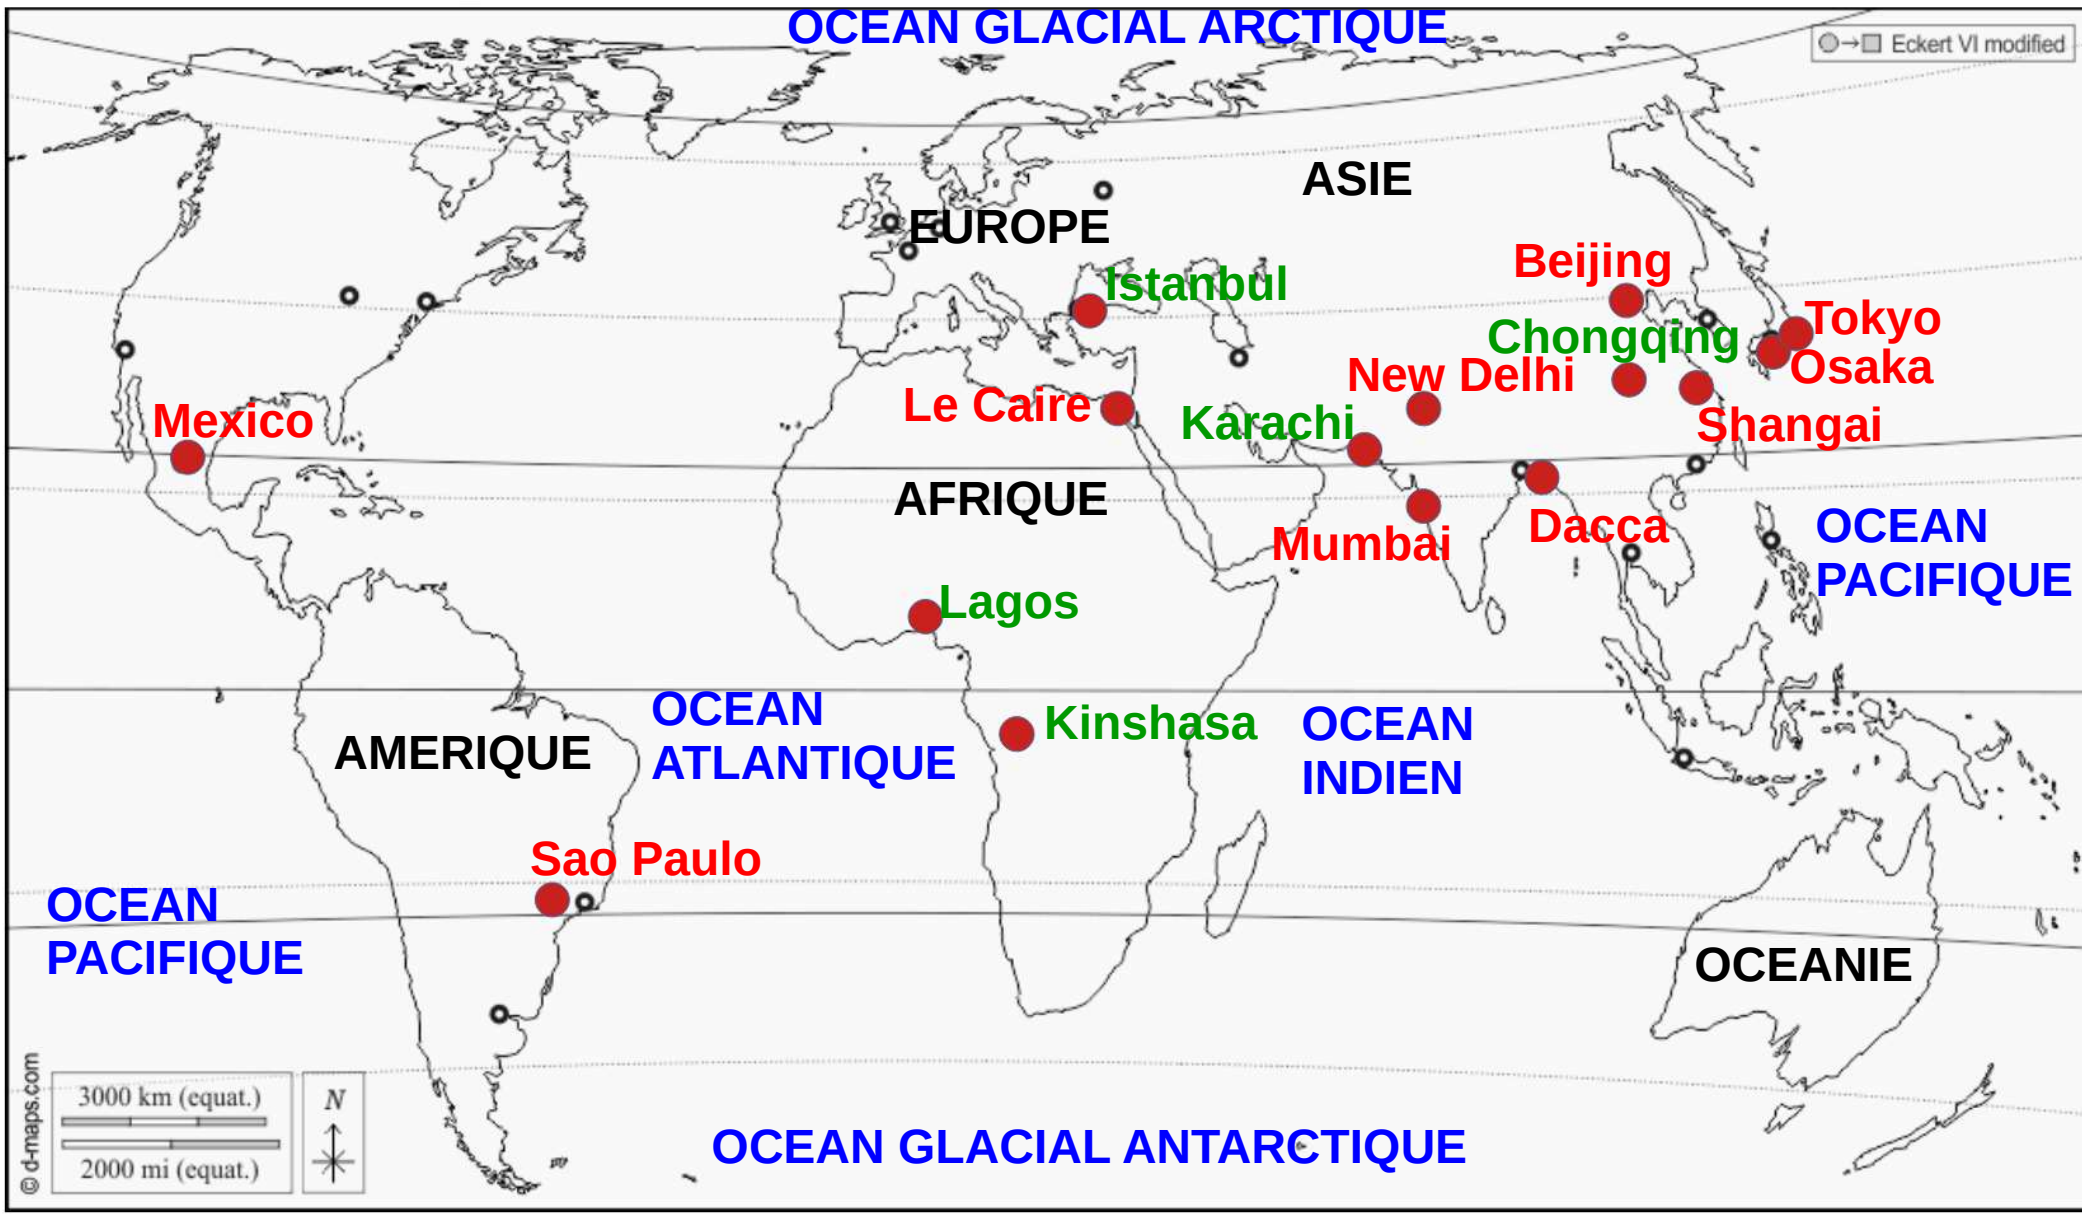 OCEAN GLACIAL ARCTIQUE
Eckert VI modified
ASIE
EUROPE
Beijing
Istanbul
Tokyo
Chongqing
Osaka
New Delhi
Le Caire
Karachi
Mexico
Shangai
AFRIQUE
Dacca
Mumbai
OCEAN
PACIFIQUE
Lagos
OCEAN
ATLANTIQUE
Kinshasa
OCEAN
INDIEN
AMERIQUE
Sao Paulo
OCEAN
PACIFIQUE
OCEANIE
© d-maps.com
3000 km (equat.)
2000 mi (equat.)
N
OCEAN GLACIAL ANTARCTIQUE